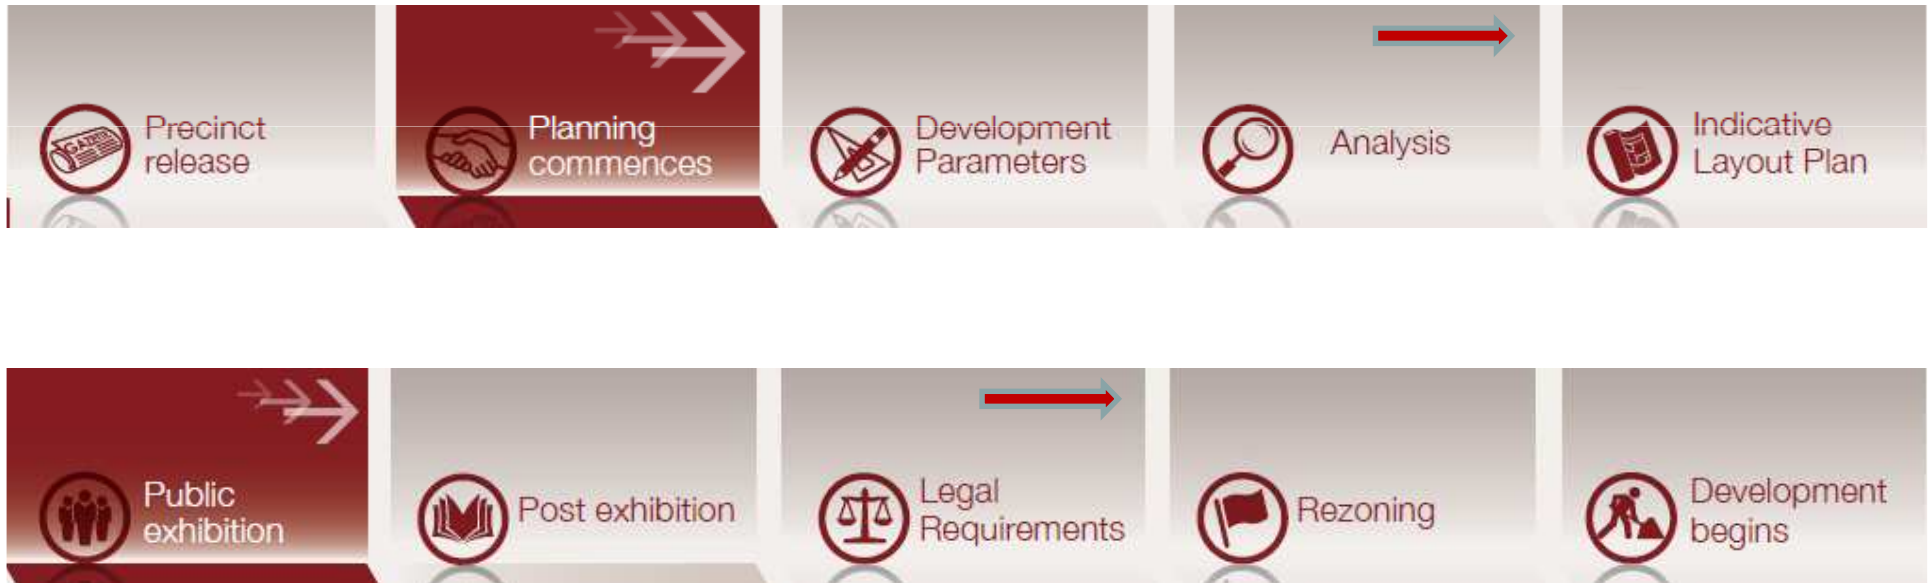 Precinct
release
Planning
commences
Development
Parameters
Analysis
Indicative
Layout Plan
Public
exhibition
Post exhibition
Legal
Requirements
Rezoning
Development
begins